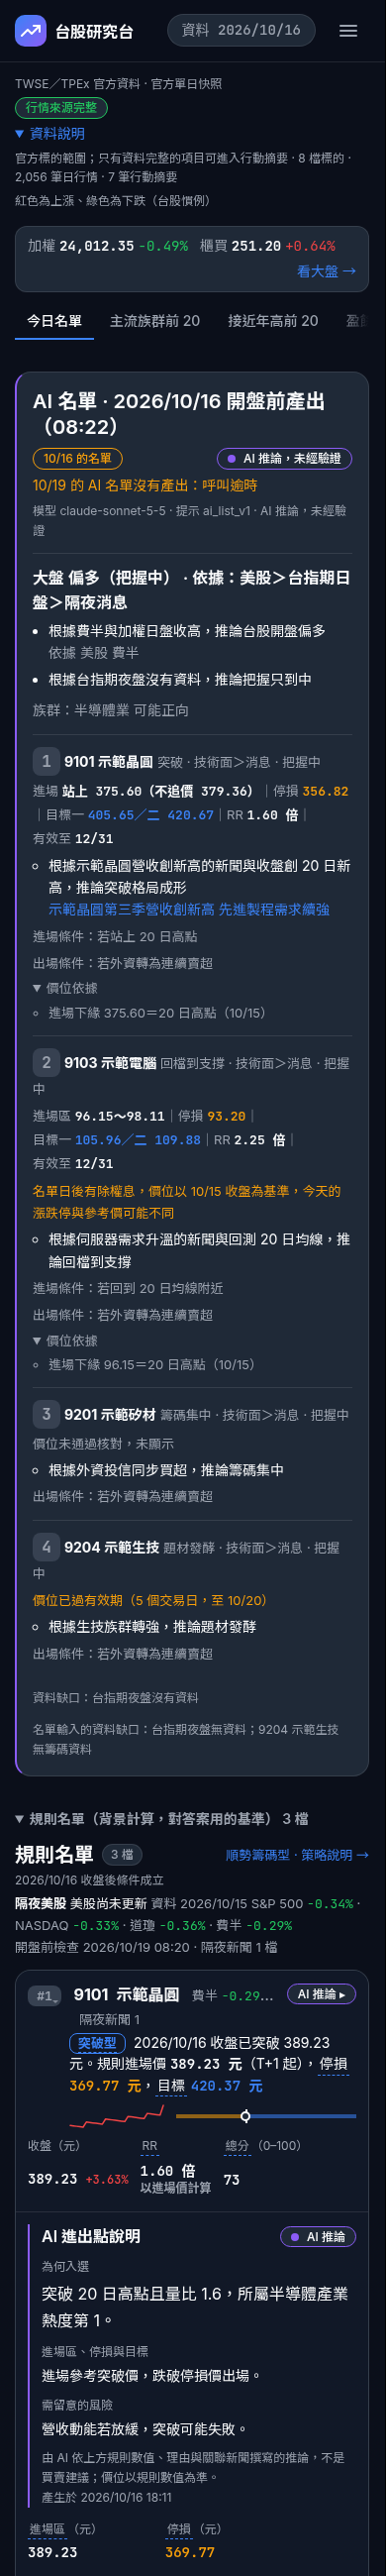 台股研究台
資料 2026/10/16
TWSE／TPEx 官方資料 · 官方單日快照
行情來源完整
▼ 資料說明
官方標的範圍；只有資料完整的項目可進入行動摘要 · 8 檔標的 ·
2,056 筆日行情 · 7 筆行動摘要
紅色為上漲、綠色為下跌（台股慣例）
加權 24,012.35 -0.49% 櫃買 251.20 +0.64%
看大盤 →
今日名單 主流族群前 20 接近年高前 20
AI 名單 · 2026/10/16 開盤前產出
（08:22）
10/16 的名單 AI 推論，未經驗證
10/19 的 AI 名單沒有產出：呼叫逾時
模型 claude-sonnet-5-5 · 提示 ai_list_v1 · AI 推論，未經驗
證
大盤 偏多（把握中） · 依據：美股＞台指期日
盤＞隔夜消息
• 根據費半與加權日盤收高，推論台股開盤偏多
依據 美股 費半
• 根據台指期夜盤沒有資料，推論把握只到中
族群：半導體業 可能正向
1 9101 示範晶圓 突破 · 技術面＞消息 · 把握中
進場 站上 375.60（不追價 379.36）｜停損 356.82
｜目標一 405.65／二 420.67｜RR 1.60 倍｜
有效至 12/31
◦ 根據示範晶圓營收創新高的新聞與收盤創 20 日新
高，推論突破格局成形
示範晶圓第三季營收創新高 先進製程需求續強
進場條件：若站上 20 日高點
出場條件：若外資轉為連續賣超
▼ 價位依據
◦ 進場下緣 375.60＝20 日高點（10/15）
2 9103 示範電腦 回檔到支撐 · 技術面＞消息 · 把握
中
進場區 96.15～98.11｜停損 93.20｜
目標一 105.96／二 109.88｜RR 2.25 倍｜
有效至 12/31
名單日後有除權息，價位以 10/15 收盤為基準，今天的
漲跌停與參考價可能不同
◦ 根據伺服器需求升溫的新聞與回測 20 日均線，推
論回檔到支撐
進場條件：若回到 20 日均線附近
出場條件：若外資轉為連續賣超
▼ 價位依據
◦ 進場下緣 96.15＝20 日高點（10/15）
3 9201 示範矽材 籌碼集中 · 技術面＞消息 · 把握中
價位未通過核對，未顯示
◦ 根據外資投信同步買超，推論籌碼集中
出場條件：若外資轉為連續賣超
4 9204 示範生技 題材發酵 · 技術面＞消息 · 把握
中
價位已過有效期（5 個交易日，至 10/20）
◦ 根據生技族群轉強，推論題材發酵
出場條件：若外資轉為連續賣超
資料缺口：台指期夜盤沒有資料
名單輸入的資料缺口：台指期夜盤無資料；9204 示範生技
無籌碼資料
▼ 規則名單（背景計算，對答案用的基準） 3 檔
規則名單 3 檔 順勢籌碼型 · 策略說明 →
2026/10/16 收盤後條件成立
隔夜美股 美股尚未更新 資料 2026/10/15 S&P 500 -0.34% ·
NASDAQ -0.33% · 道瓊 -0.36% · 費半 -0.29%
開盤前檢查 2026/10/19 08:20 · 隔夜新聞 1 檔
#1 9101 示範晶圓 費半 -0.29… AI 推論 ▸
隔夜新聞 1
突破型 2026/10/16 收盤已突破 389.23
元。規則進場價 389.23 元（T+1 起），停損
369.77 元，目標 420.37 元
收盤（元） RR 總分（0–100）
389.23 +3.63% 1.60 倍 73
以進場價計算
AI 進出點說明 AI 推論
為何入選
突破 20 日高點且量比 1.6，所屬半導體產業
熱度第 1。
進場區、停損與目標
進場參考突破價，跌破停損價出場。
需留意的風險
營收動能若放緩，突破可能失敗。
由 AI 依上方規則數值、理由與關聯新聞撰寫的推論，不是
買賣建議；價位以規則數值為準。
產生於 2026/10/16 18:11
進場區（元） 停損（元）
389.23 369.77